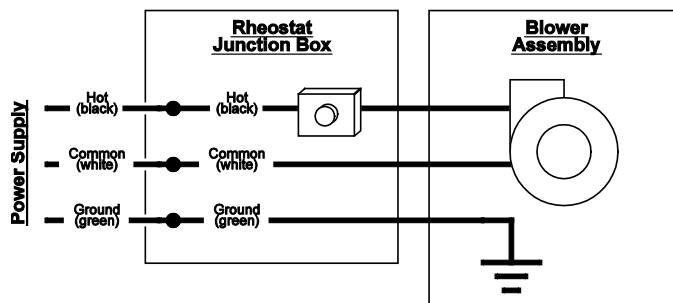 Rheostat
Junction Box
Blower
Assembly
Power Supply
Hot
(black)
Hot
(black)
Common
(white)
Common
(white)
Ground
(green)
Ground
(green)